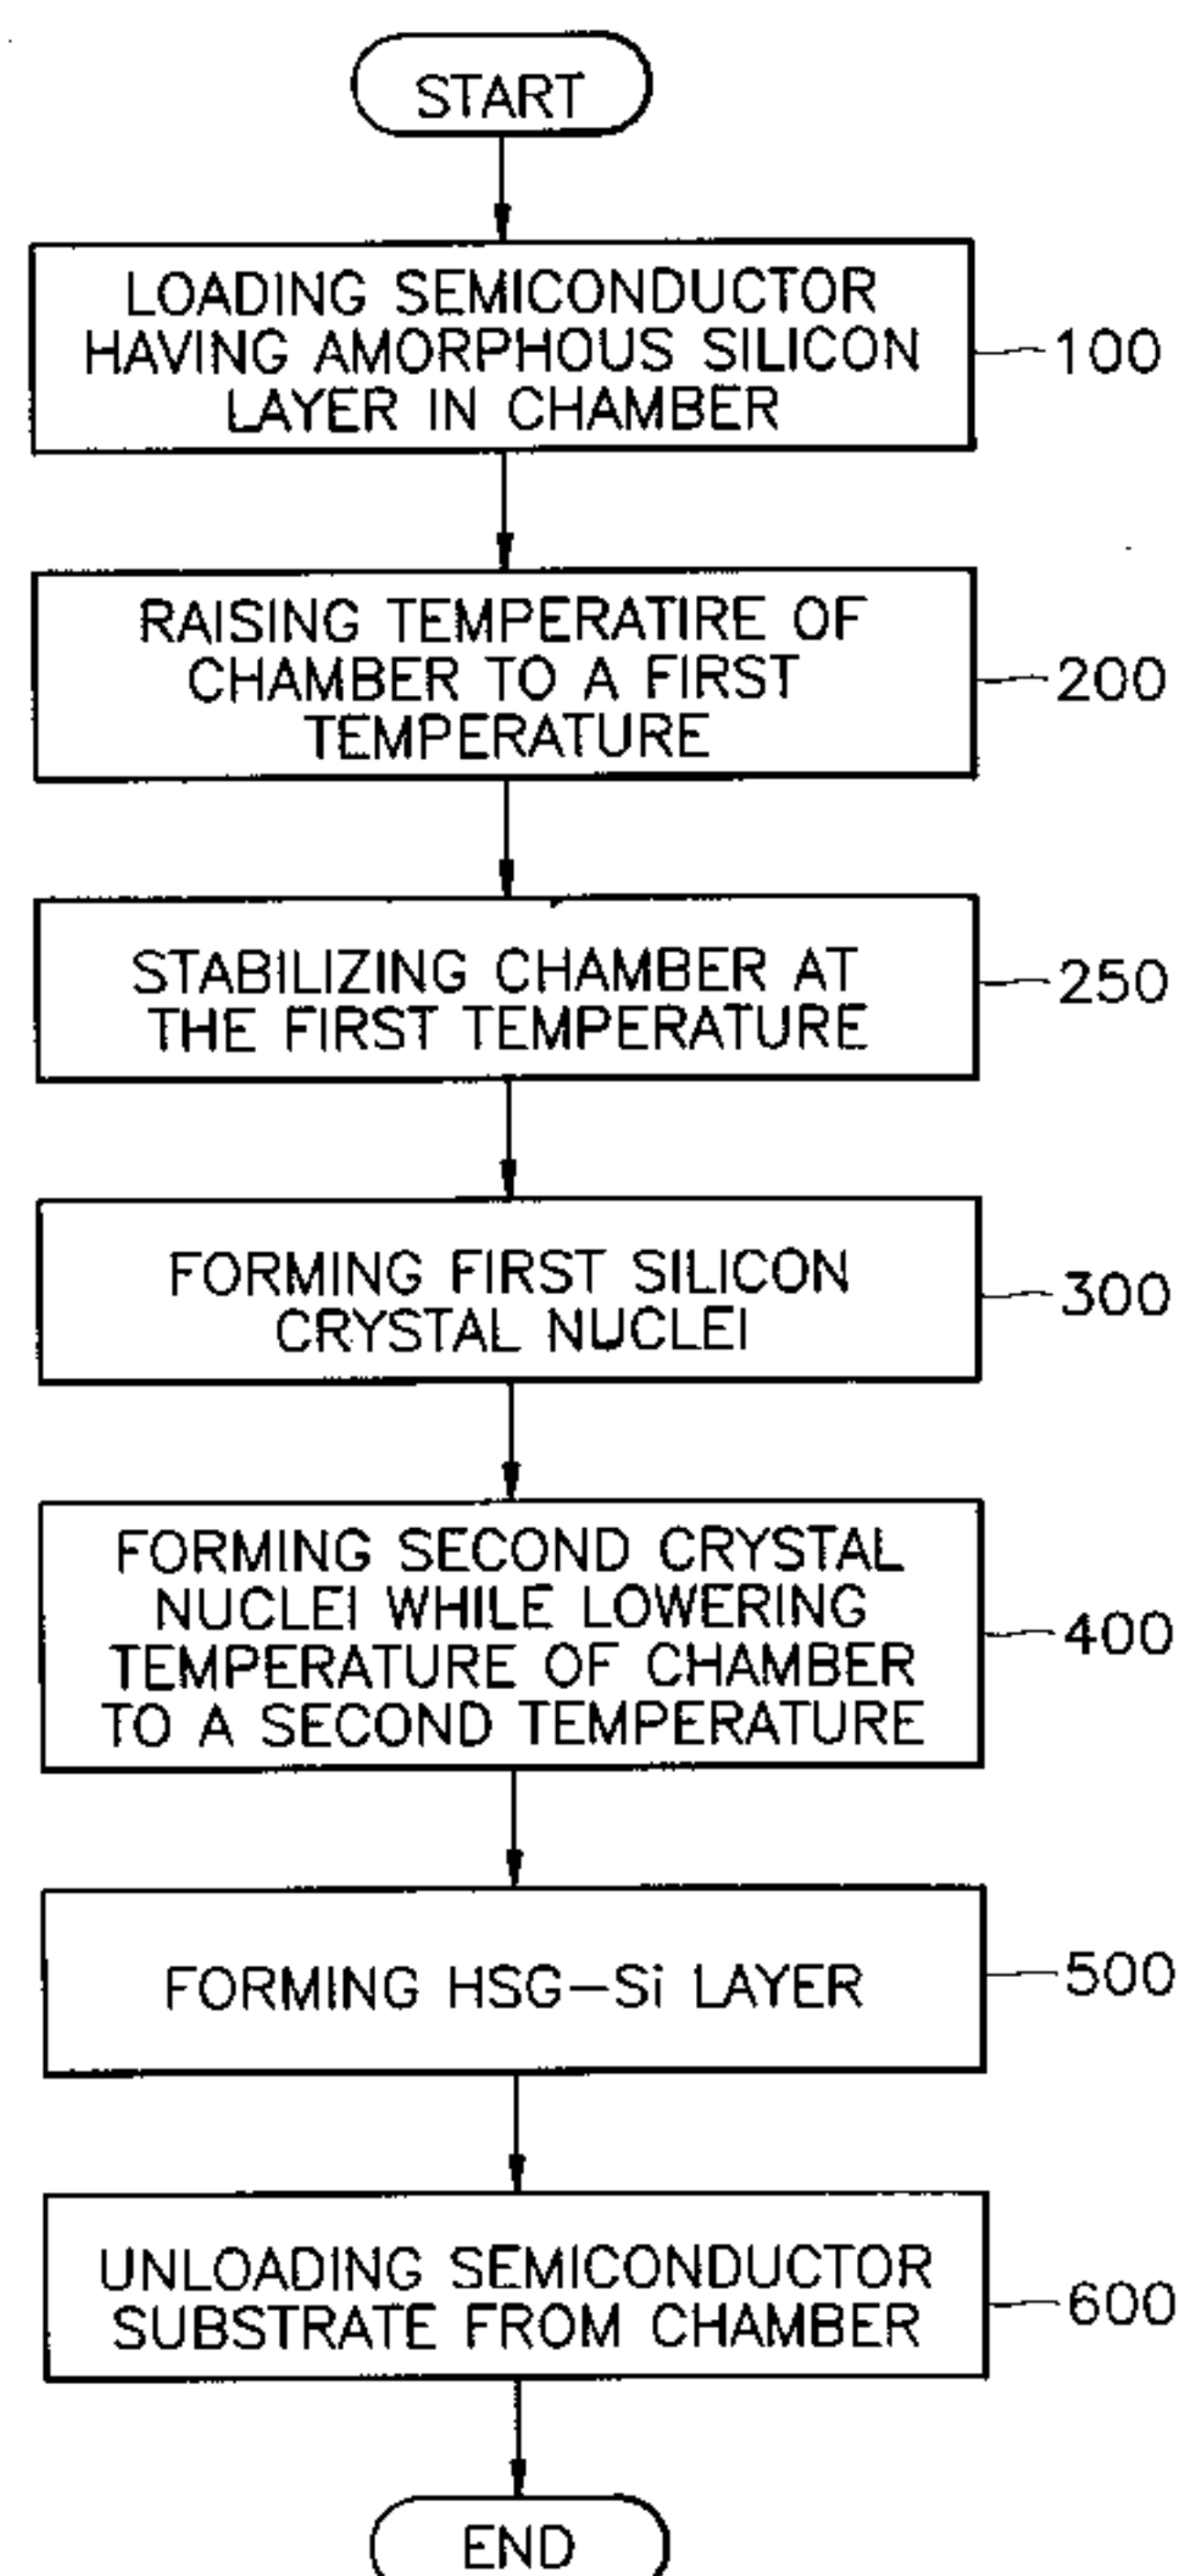 START
LOADING SEMICONDUCTOR
HAVING AMORPHOUS SILICON
LAYER IN CHAMBER
100
RAISING TEMPERATIRE OF
CHAMBER TO A FIRST
TEMPERATURE
200
STABILIZING CHAMBER AT
THE FIRST TEMPERATURE
250
FORMING FIRST SILICON
CRYSTAL NUCLEI
300
FORMING SECOND CRYSTAL
NUCLEI WHILE LOWERING
TEMPERATURE OF CHAMBER
TO A SECOND TEMPERATURE
400
FORMING HSG-Si LAYER
500
UNLOADING SEMICONDUCTOR
SUBSTRATE FROM CHAMBER
600
END